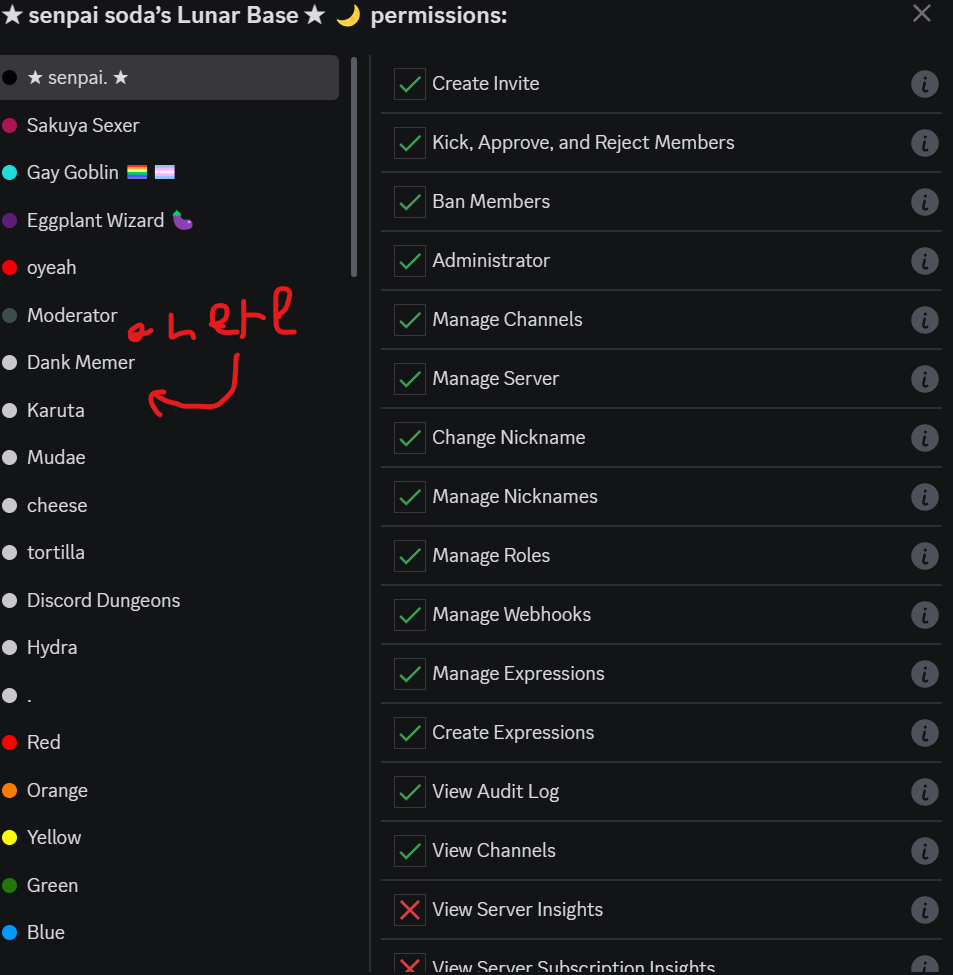 ★ senpai soda’s Lunar Base ★ 🌙 permissions:
★ senpai. ★
Sakuya Sexer
Gay Goblin 🏳️‍🌈 🏳️‍⚧️
Eggplant Wizard 🍆
oyeah
Moderator
Dank Memer
Karuta
Mudae
cheese
tortilla
Discord Dungeons
Hydra
.
Red
Orange
Yellow
Green
Blue
Create Invite
Kick, Approve, and Reject Members
Ban Members
Administrator
Manage Channels
Manage Server
Change Nickname
Manage Nicknames
Manage Roles
Manage Webhooks
Manage Expressions
Create Expressions
View Audit Log
View Channels
View Server Insights
View Server Subscription Insights